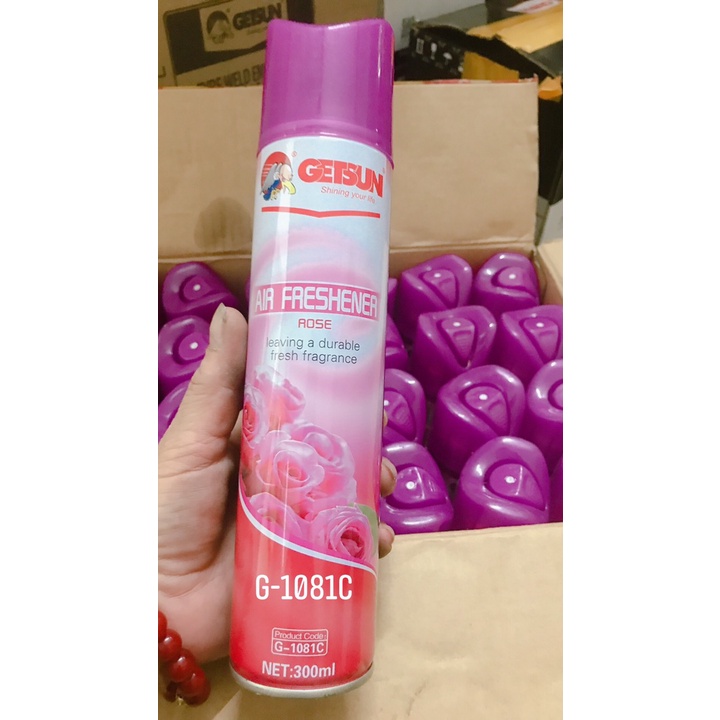 GETSUN
GETSUN
Shining your life
AIR FRESHENER
ROSE
leaving a durable
fresh fragrance
G-1081C
Product Code:
G-1081C
NET:300ml